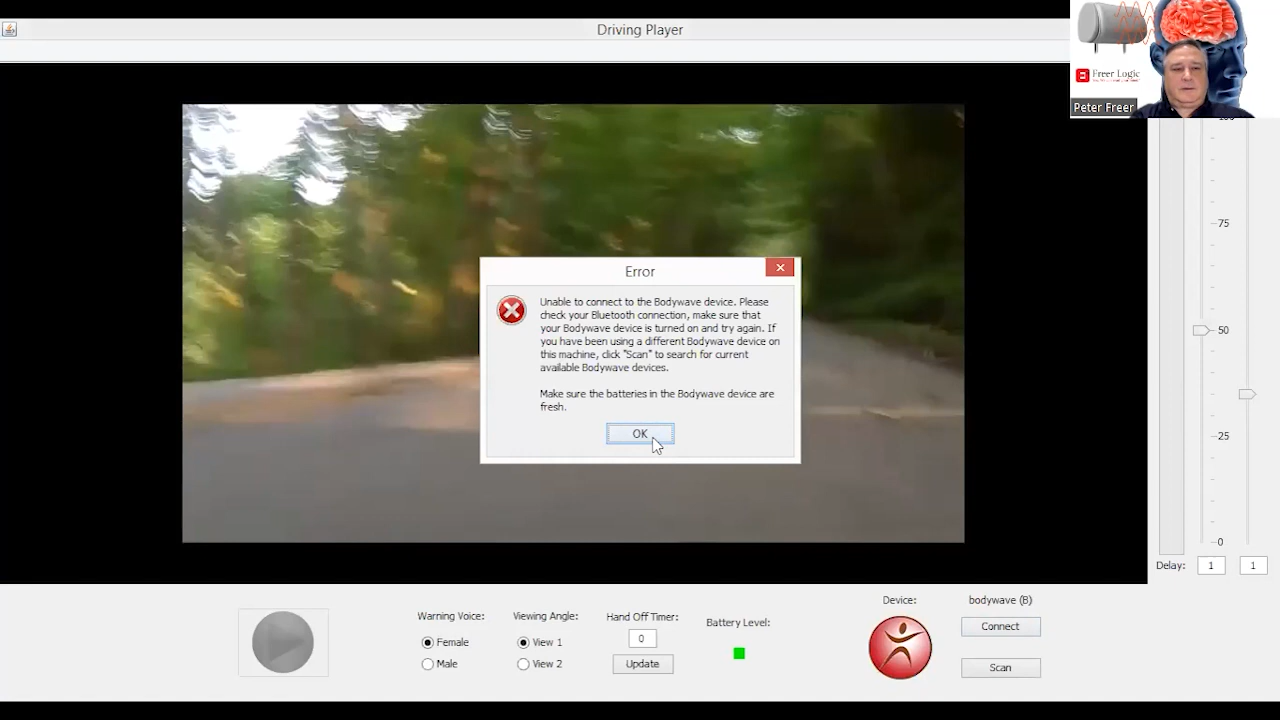 Driving Player
Freer Logic
Peter Freer
Error
Unable to connect to the Bodywave device. Please
check your Bluetooth connection, make sure that
your Bodywave device is turned on and try again. If
you have been using a different Bodywave device on
this machine, click "Scan" to search for current
available Bodywave devices.
Make sure the batteries in the Bodywave device are
fresh.
OK
75
50
25
0
Delay:
1
1
Warning Voice:
Female
Male
Viewing Angle:
View 1
View 2
Hand Off Timer:
0
Update
Battery Level:
Device:
bodywave (B)
Connect
Scan